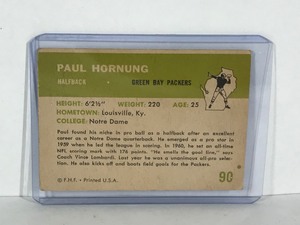 PAUL HORNUNG
HALFBACK GREEN BAY PACKERS
HEIGHT: 6'2½" WEIGHT: 220 AGE: 25
HOMETOWN: Louisville, Ky.
COLLEGE: Notre Dame
Paul found his niche in pro ball as a halfback after an excellent
career as a Notre Dame quarterback. He emerged as a pro star in
1959 when he led the league in scoring. In 1960, he set an all-time
NFL scoring mark with 176 points. "He smells the goal line," says
Coach Vince Lombardi. Last year he was a unanimous all-pro selec-
tion. He also kicks off and boots field goals for the Packers.
© F.N.F. • Printed U.S.A. 90